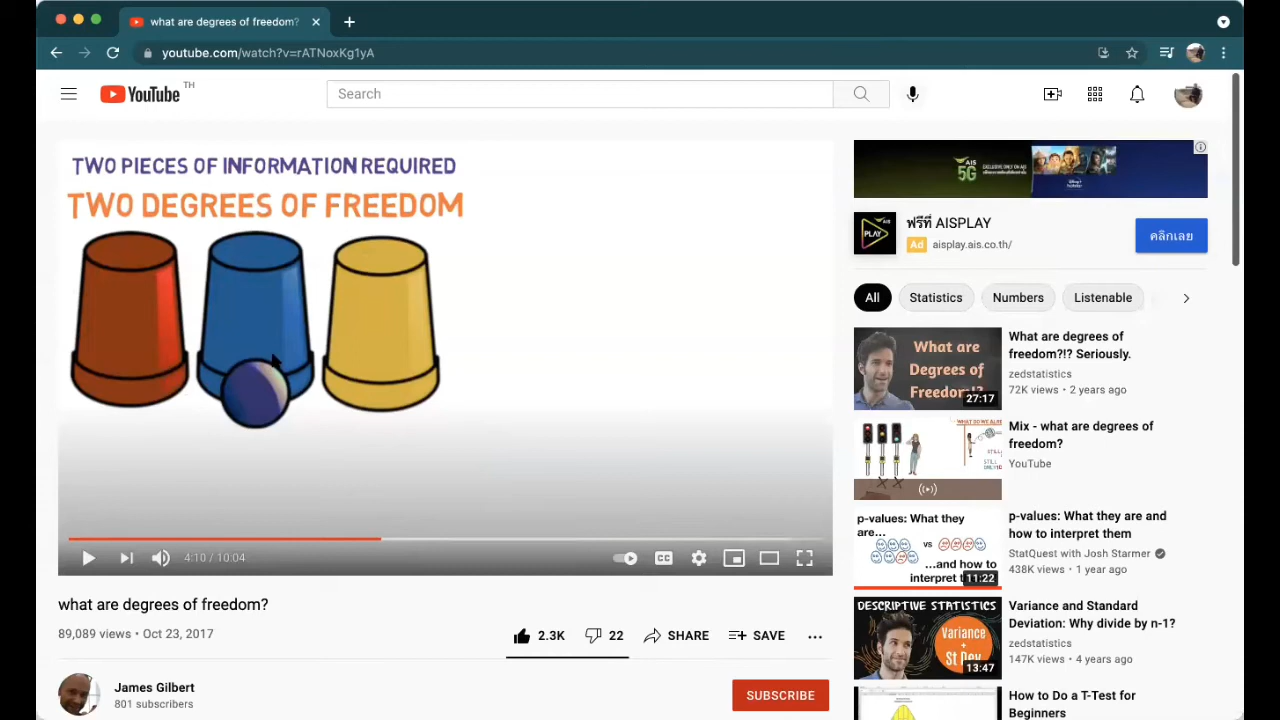 what are degrees of freedom?
youtube.com/watch?v=rATNoxKg1yA
YouTube TH
Search
TWO PIECES OF INFORMATION REQUIRED
TWO DEGREES OF FREEDOM
4:10 / 10:04
CC
what are degrees of freedom?
89,089 views • Oct 23, 2017
2.3K
22
SHARE
SAVE
James Gilbert
801 subscribers
SUBSCRIBE
AIS
5G
PLAY
ฟรีที่ AISPLAY
Ad aisplay.ais.co.th/
คลิกเลย
All
Statistics
Numbers
Listenable
What are
Degrees of
Freedom!?
27:17
What are degrees of
freedom?!? Seriously.
zedstatistics
72K views • 2 years ago
Mix - what are degrees of
freedom?
YouTube
p-values: What they
are...
vs
...and how to
interpret
11:22
p-values: What they are and
how to interpret them
StatQuest with Josh Starmer
438K views • 1 year ago
DESCRIPTIVE STATISTICS
Variance +
St Dev
13:47
Variance and Standard
Deviation: Why divide by n-1?
zedstatistics
147K views • 4 years ago
How to Do a T-Test for
Beginners